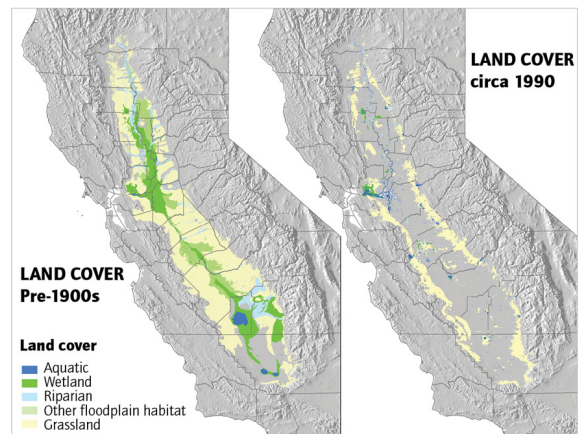 LAND COVER
circa 1990
LAND COVER
Pre-1900s
Land cover
Aquatic
Wetland
Riparian
Other floodplain habitat
Grassland